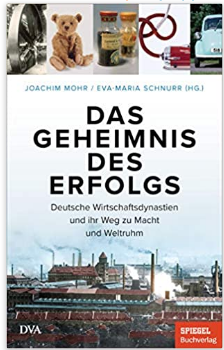 JOACHIM MOHR / EVA-MARIA SCHNURR (HG.)
DAS
GEHEIMNIS
DES
ERFOLGS
Deutsche Wirtschaftsdynastien
und ihr Weg zu Macht
und Weltruhm
DVA
SPIEGEL
Buchverlag